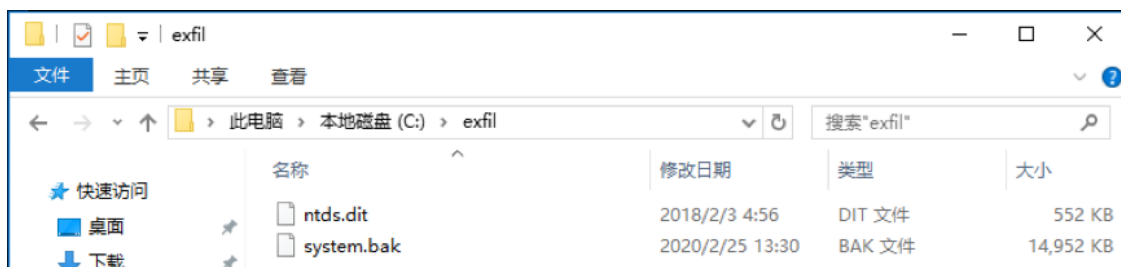 exfil
文件 主页 共享 查看
此电脑 › 本地磁盘 (C:) › exfil 搜索"exfil"
名称 修改日期 类型 大小
快速访问
桌面
ntds.dit 2018/2/3 4:56 DIT 文件 552 KB
system.bak 2020/2/25 13:30 BAK 文件 14,952 KB
下载